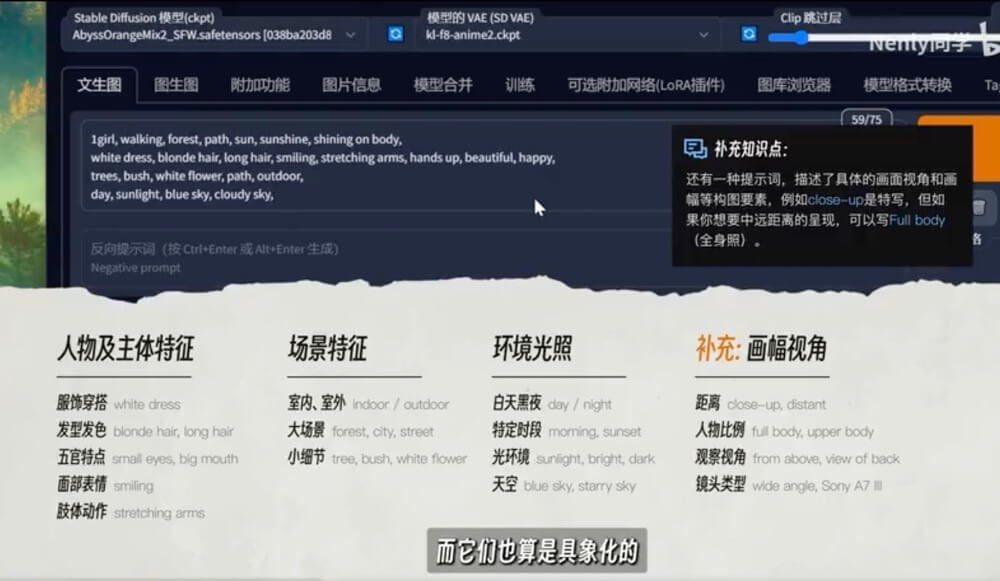 Stable Diffusion 模型(ckpt)
模型的 VAE (SD VAE)
Clip 跳过层
AbyssOrangeMix2_SFW.safetensors [038ba203d8
kl-f8-anime2.ckpt
Nenly同学
文生图 图生图 附加功能 图片信息 模型合并 训练 可选附加网络(LoRA插件) 图库浏览器 模型格式转换 Ta
59/75
1girl, walking, forest, path, sun, sunshine, shining on body,
white dress, blonde hair, long hair, smiling, stretching arms, hands up, beautiful, happy,
trees, bush, white flower, path, outdoor,
day, sunlight, blue sky, cloudy sky,
反向提示词（按 Ctrl+Enter 或 Alt+Enter 生成）
Negative prompt
补充知识点：
还有一种提示词，描述了具体的画面视角和画
幅等构图要素，例如close-up是特写，但如
果你想要中远距离的呈现，可以写Full body
（全身照）。
人物及主体特征
服饰穿搭 white dress
发型发色 blonde hair, long hair
五官特点 small eyes, big mouth
面部表情 smiling
肢体动作 stretching arms
场景特征
室内、室外 indoor / outdoor
大场景 forest, city, street
小细节 tree, bush, white flower
环境光照
白天黑夜 day / night
特定时段 morning, sunset
光环境 sunlight, bright, dark
天空 blue sky, starry sky
补充: 画幅视角
距离 close-up, distant
人物比例 full body, upper body
观察视角 from above, view of back
镜头类型 wide angle, Sony A7 III
而它们也算是具象化的